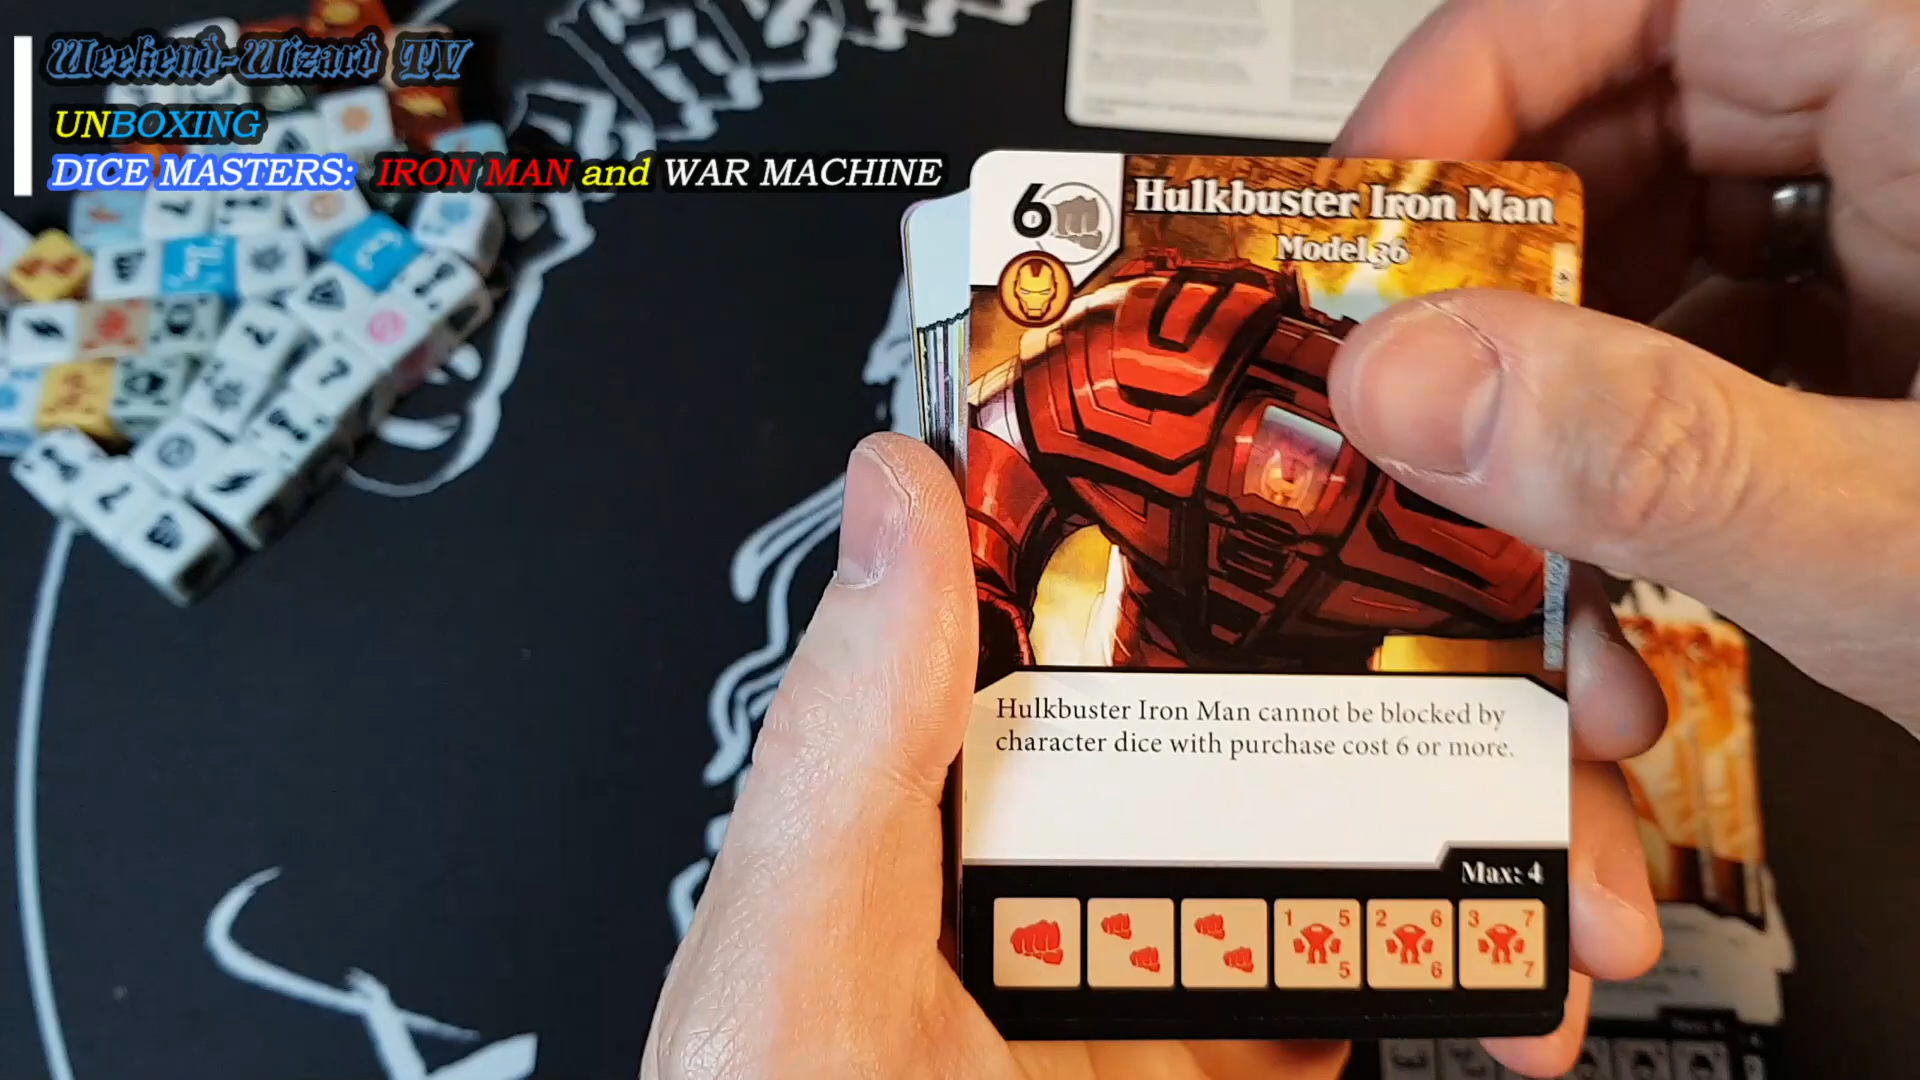 Weekend-Wizard TV
UNBOXING
DICE MASTERS: IRON MAN and WAR MACHINE
6
Hulkbuster Iron Man
Model 36
Hulkbuster Iron Man cannot be blocked by
character dice with purchase cost 6 or more.
Max: 4
1 5 5
2 6 6
3 7 7